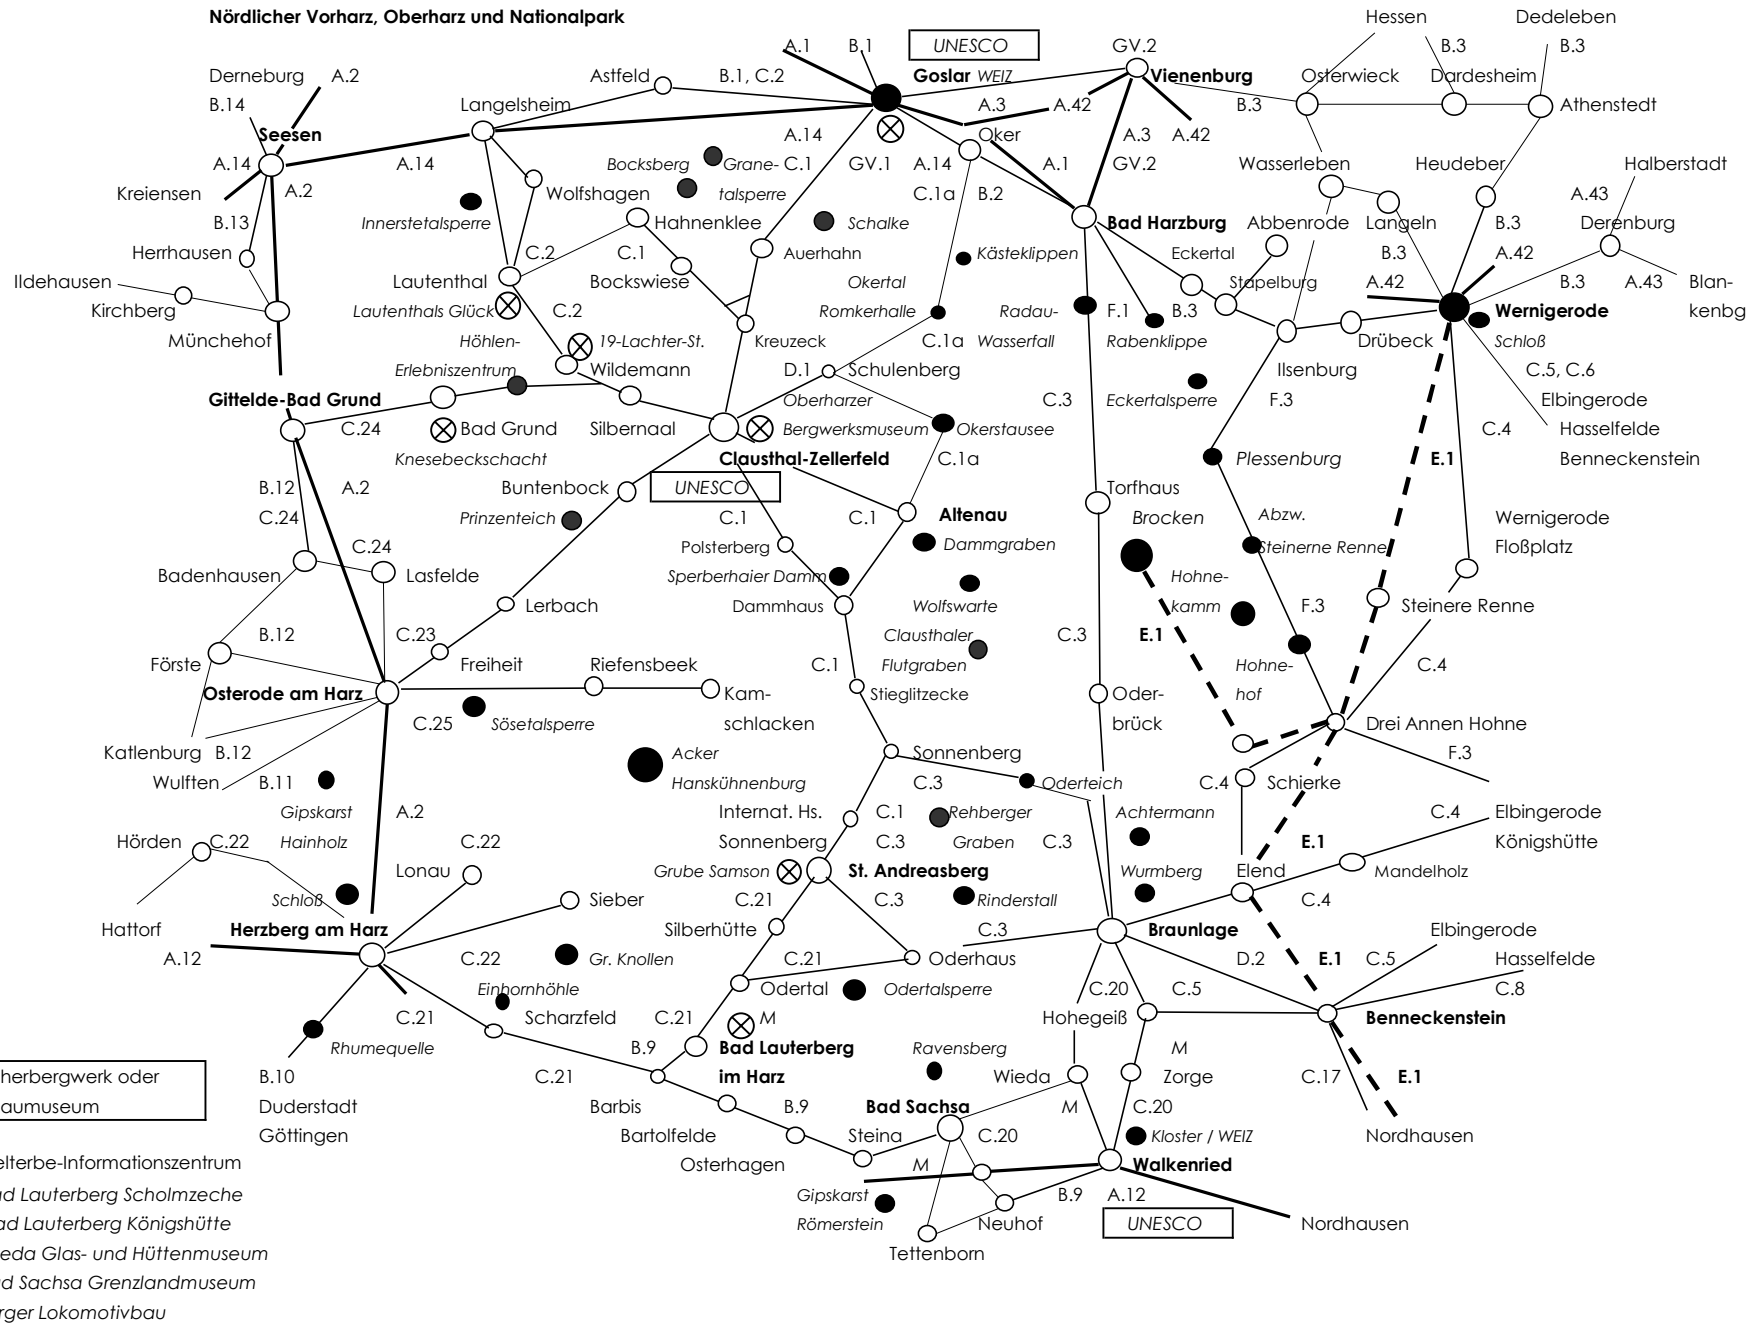 Nördlicher Vorharz, Oberharz und Nationalpark
Hessen
Dedeleben
A.1
B.1
UNESCO
GV.2
B.3
B.3
Derneburg
A.2
Astfeld
B.1, C.2
Goslar WEIZ
Vienenburg
Osterwieck
Dardesheim
B.14
Langelsheim
A.3
A.42
B.3
Athenstedt
Seesen
A.14
Oker
A.3
A.42
A.14
A.14
Bocksberg
Grane-
C.1
GV.1
A.14
A.1
GV.2
Wasserleben
Heudeber
Halberstadt
Kreiensen
A.2
Wolfshagen
talsperre
C.1a
B.2
A.43
B.13
Innerstetalsperre
Hahnenklee
Schalke
Bad Harzburg
Abbenrode
Langeln
B.3
Derenburg
Herrhausen
C.2
C.1
Auerhahn
Kästeklippen
Eckertal
B.3
A.42
Ildehausen
Lautenthal
Bockswiese
Okertal
Stapelburg
A.42
B.3
A.43
Blan-
Kirchberg
Lautenthals Glück
C.2
Romkerhalle
Radau-
F.1
B.3
Wernigerode
kenbg
Münchehof
Höhlen-
19-Lachter-St.
Kreuzeck
C.1a
Wasserfall
Rabenklippe
Drübeck
Schloß
Erlebniszentrum
Wildemann
D.1
Schulenberg
Ilsenburg
C.5, C.6
Gittelde-Bad Grund
Oberharzer
C.3
Eckertalsperre
F.3
Elbingerode
C.24
Bad Grund
Silbernaal
Bergwerksmuseum
Okerstausee
C.4
Hasselfelde
Knesebeckschacht
Clausthal-Zellerfeld
C.1a
Plessenburg
E.1
Benneckenstein
B.12
A.2
Buntenbock
UNESCO
Torfhaus
C.24
Prinzenteich
C.1
C.1
Altenau
Brocken
Abzw.
Wernigerode
C.24
Polsterberg
Dammgraben
Steinerne Renne
Floßplatz
Badenhausen
Lasfelde
Sperberhaier Damm
Hohne-
Lerbach
Dammhaus
Wolfswarte
kamm
F.3
Steinere Renne
B.12
C.23
Clausthaler
C.3
E.1
Förste
Freiheit
Riefensbeek
C.1
Flutgraben
Hohne-
C.4
Osterode am Harz
Kam-
Stieglitzecke
Oder-
hof
C.25
Sösetalsperre
schlacken
brück
Drei Annen Hohne
Katlenburg
B.12
Acker
Sonnenberg
F.3
Wulften
B.11
Hanskühnenburg
C.3
Oderteich
C.4
Schierke
Gipskarst
A.2
Internat. Hs.
C.1
Rehberger
Achtermann
C.4
Elbingerode
Hörden
C.22
Hainholz
C.22
Sonnenberg
C.3
Graben
C.3
E.1
Königshütte
Lonau
Grube Samson
St. Andreasberg
Wurmberg
Elend
Mandelholz
Schloß
Sieber
C.21
C.3
Rinderstall
C.4
Hattorf
Herzberg am Harz
Silberhütte
C.3
Braunlage
Elbingerode
A.12
C.22
Gr. Knollen
C.21
Oderhaus
D.2
E.1
C.5
Hasselfelde
Einhornhöhle
Odertal
Odertalsperre
C.20
C.5
C.8
C.21
Scharzfeld
C.21
M
Hohegeiß
Benneckenstein
Rhumequelle
B.9
Bad Lauterberg
Ravensberg
M
herbergwerk oder
B.10
C.21
im Harz
Wieda
Zorge
C.17
E.1
aumuseum
Duderstadt
Barbis
B.9
Bad Sachsa
M
C.20
Göttingen
Bartolfelde
Steina
C.20
Kloster / WEIZ
Nordhausen
elterbe-Informationszentrum
Osterhagen
M
Walkenried
ad Lauterberg Scholmzeche
Gipskarst
B.9
A.12
ad Lauterberg Königshütte
Römerstein
Neuhof
UNESCO
Nordhausen
eda Glas- und Hüttenmuseum
Tettenborn
ad Sachsa Grenzlandmuseum
rger Lokomotivbau